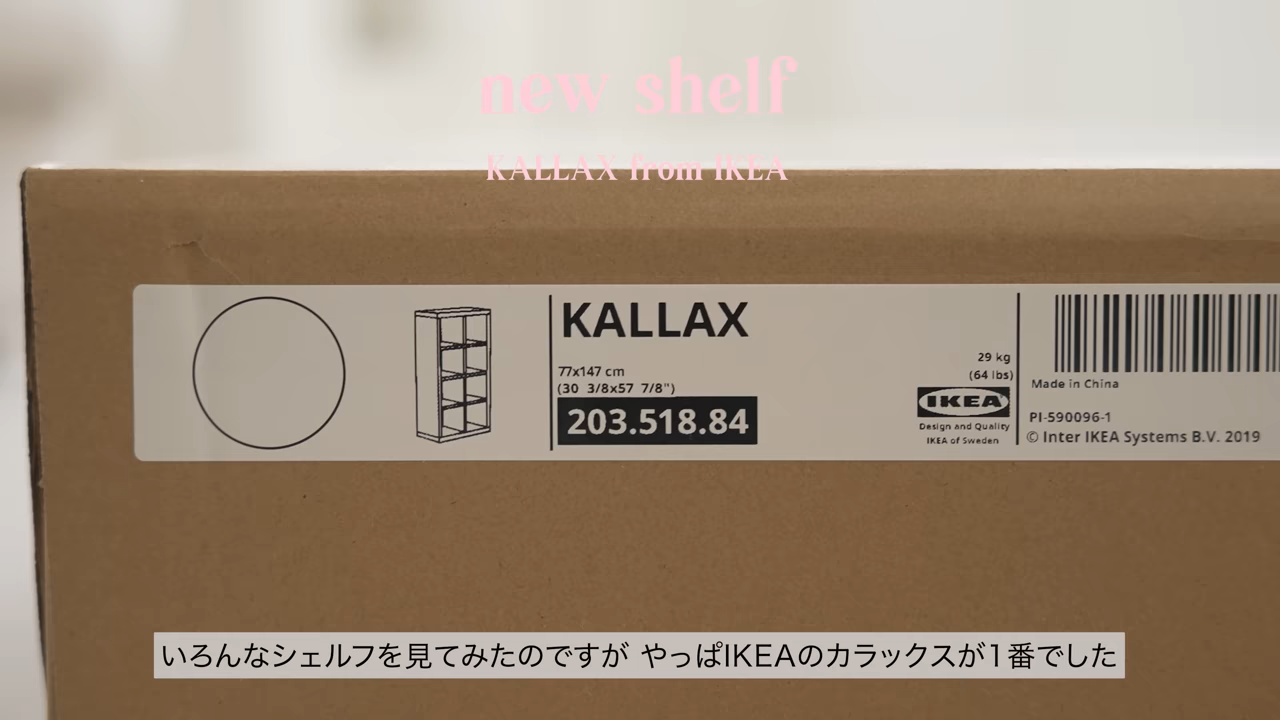 new shelf
KALLAX from IKEA
KALLAX
77x147 cm
(30 3/8x57 7/8")
203.518.84
29 kg
(64 lbs)
IKEA
Design and Quality
IKEA of Sweden
Made in China
PI-590096-1
© Inter IKEA Systems B.V. 2019
いろんなシェルフを見てみたのですが やっぱIKEAのカラックスが1番でした